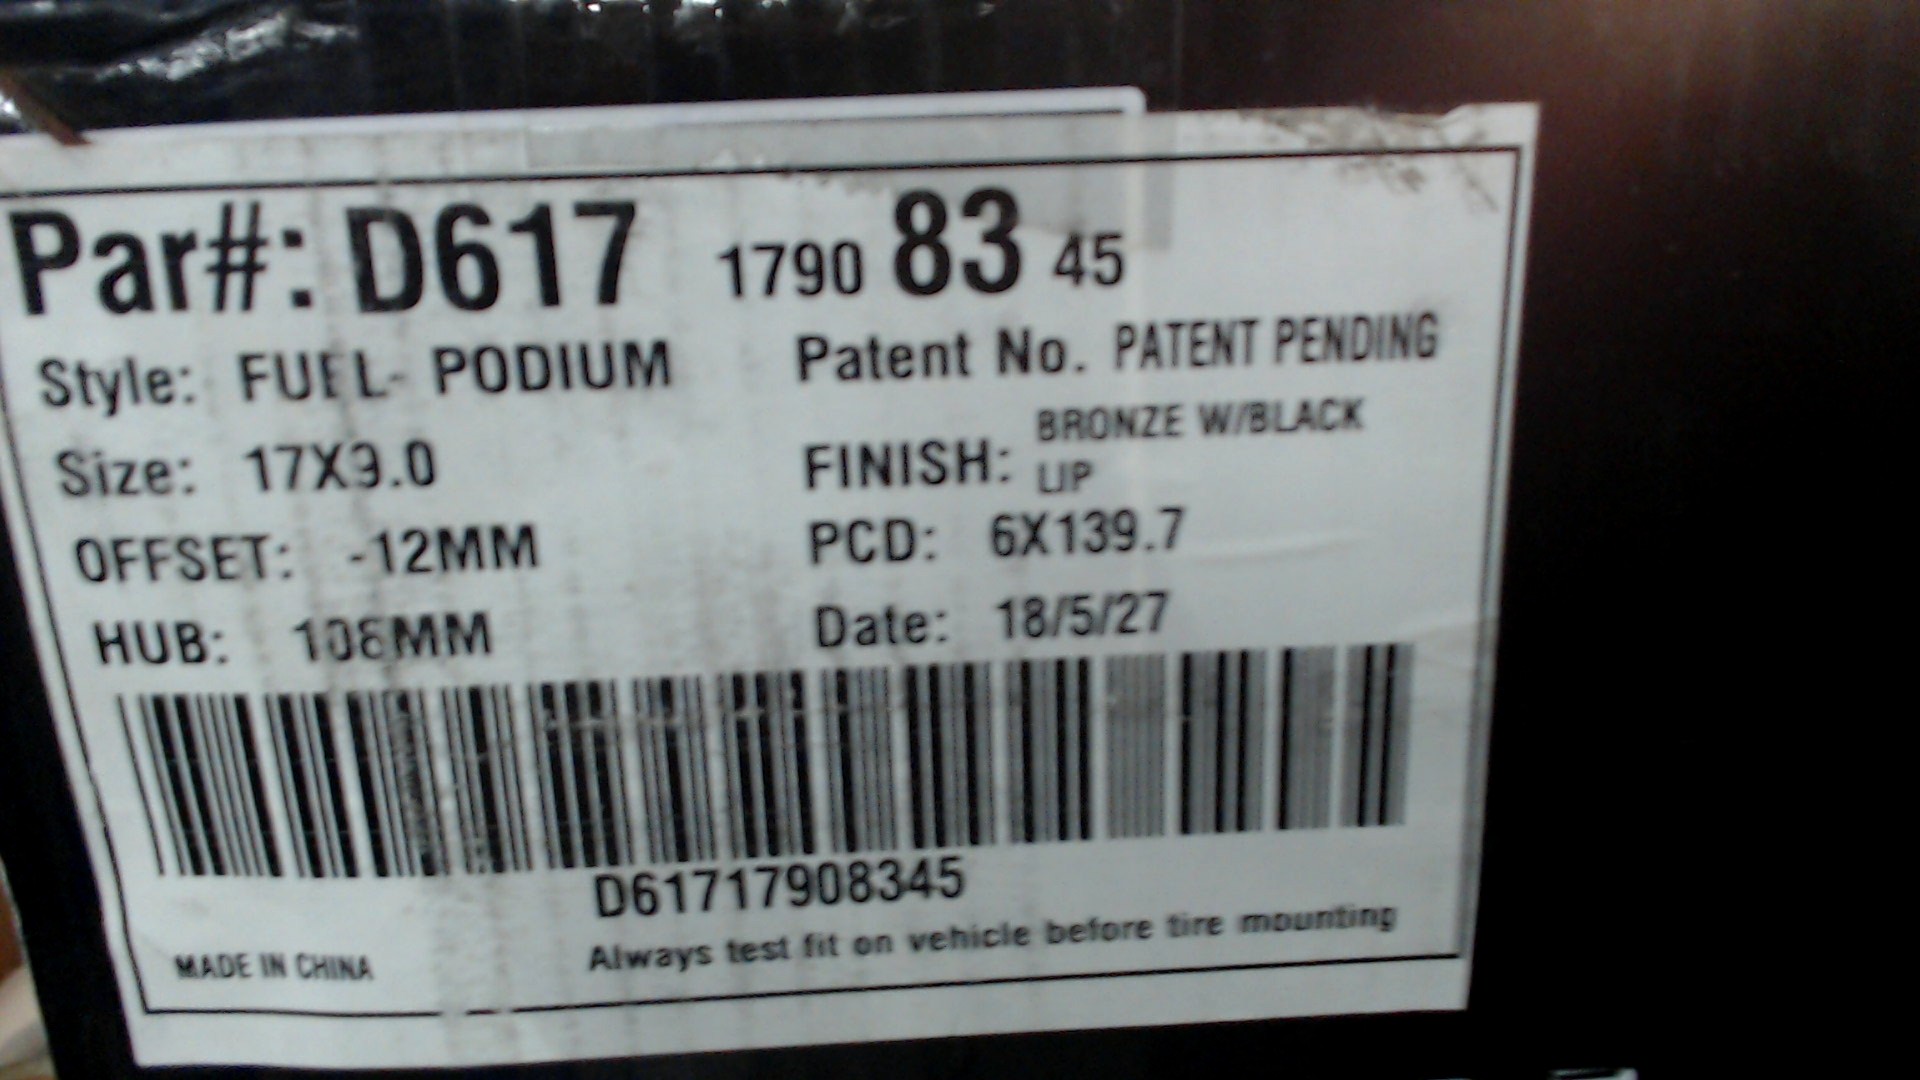 Par#: D617 1790 83 45
Style: FUEL- PODIUM Patent No. PATENT PENDING
Size: 17X9.0 FINISH: BRONZE W/BLACK
LIP
OFFSET: -12MM PCD: 6X139.7
HUB: 108MM Date: 18/5/27
D61717908345
Always test fit on vehicle before tire mounting
MADE IN CHINA